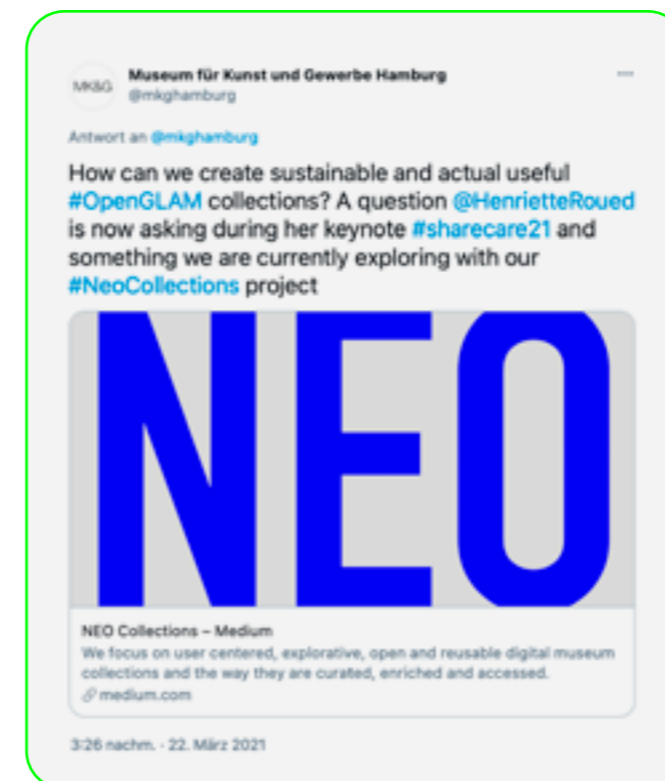 MK&G
Museum für Kunst und Gewerbe Hamburg
@mkghamburg
Antwort an @mkghamburg
How can we create sustainable and actual useful
#OpenGLAM collections? A question @HenrietteRoued
is now asking during her keynote #sharecare21 and
something we are currently exploring with our
#NeoCollections project
NEO
NEO Collections – Medium
We focus on user centered, explorative, open and reusable digital museum
collections and the way they are curated, enriched and accessed.
medium.com
3:26 nachm. · 22. März 2021